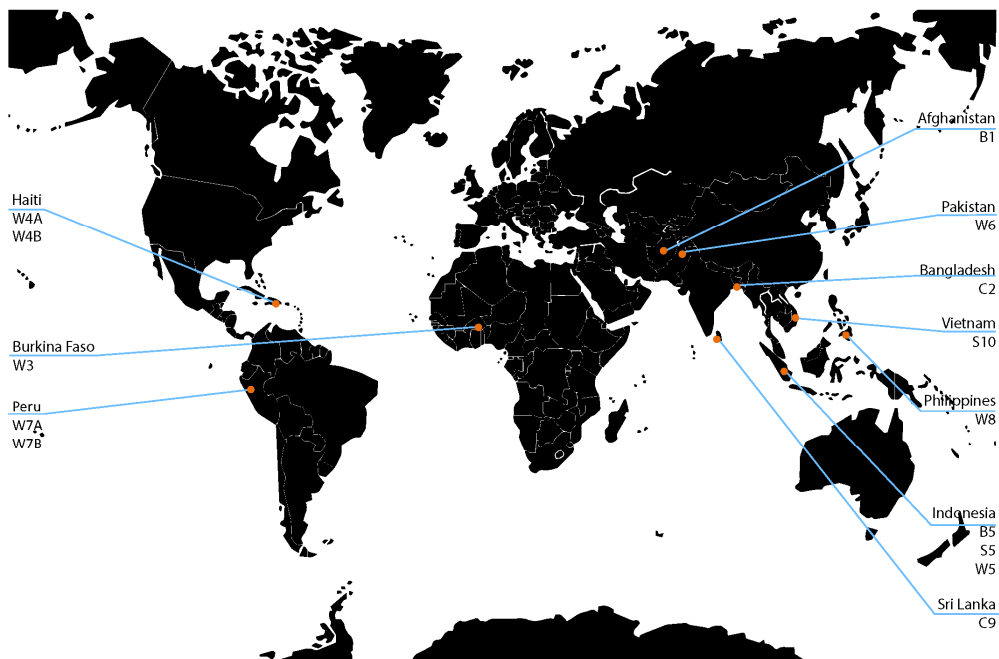 Haiti
W4A
W4B
Burkina Faso
W3
Peru
W7A
W7B
Afghanistan
B1
Pakistan
W6
Bangladesh
C2
Vietnam
S10
Philippines
W8
Indonesia
B5
S5
W5
Sri Lanka
C9